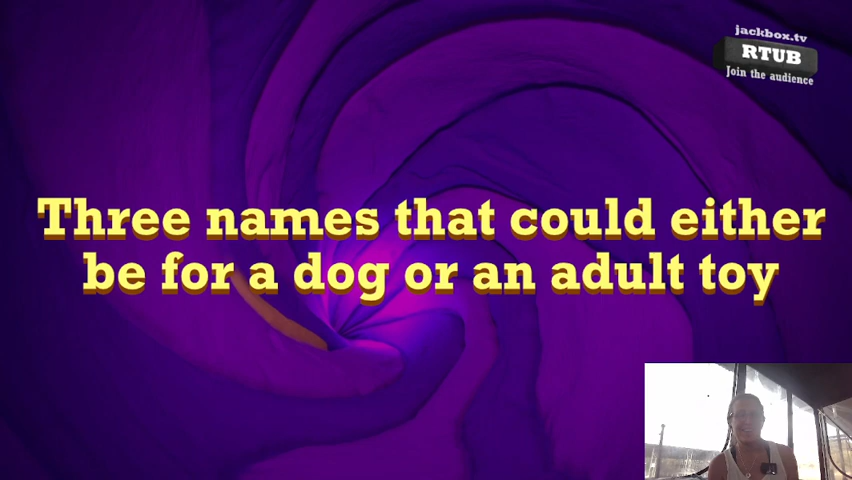 jackbox.tv
RTUB
Join the audience
Three names that could either
be for a dog or an adult toy